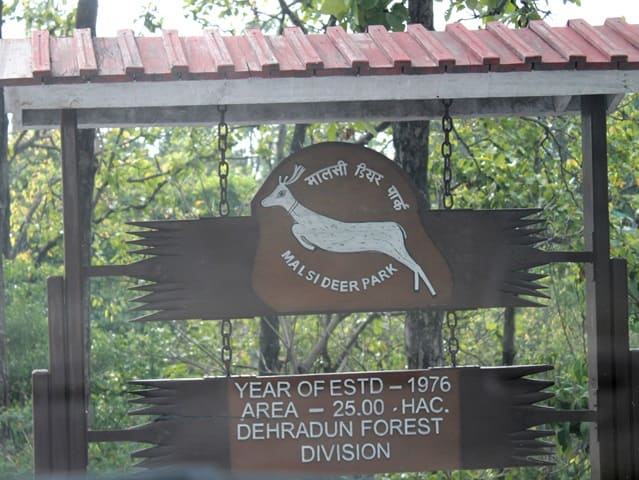 मालसी डियर पार्क
MALSI DEER PARK
YEAR OF ESTD - 1976
AREA - 25.00 - HAC.
DEHRADUN FOREST
DIVISION